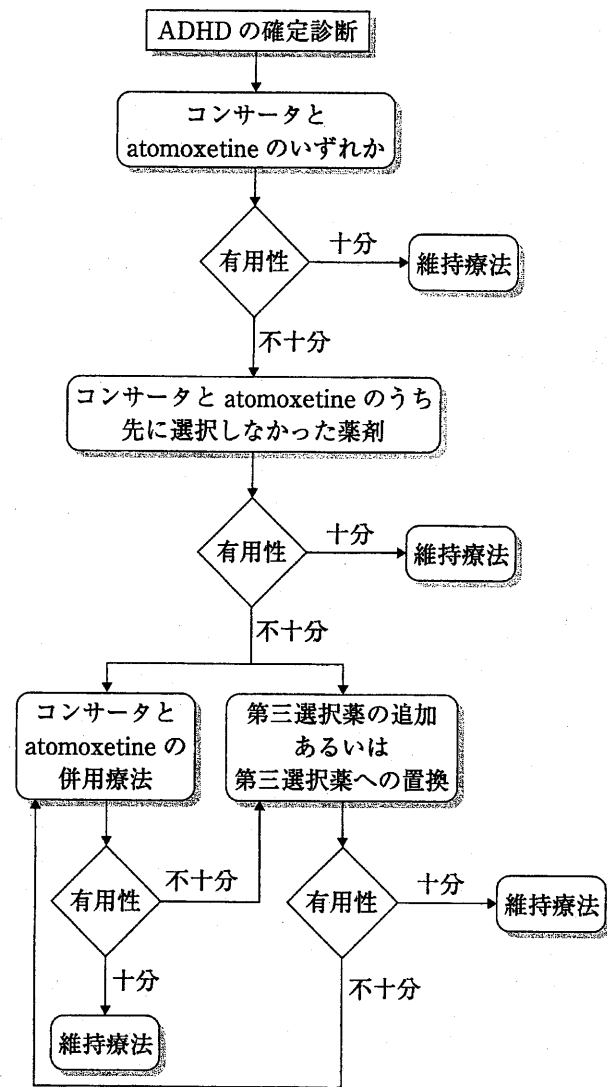 ADHD の確定診断
コンサータと
atomoxetine のいずれか
有用性
十分
維持療法
不十分
コンサータと atomoxetine のうち
先に選択しなかった薬剤
有用性
十分
維持療法
不十分
コンサータと
atomoxetine の
併用療法
第三選択薬の追加
あるいは
第三選択薬への置換
有用性
不十分
十分
維持療法
有用性
十分
維持療法
不十分